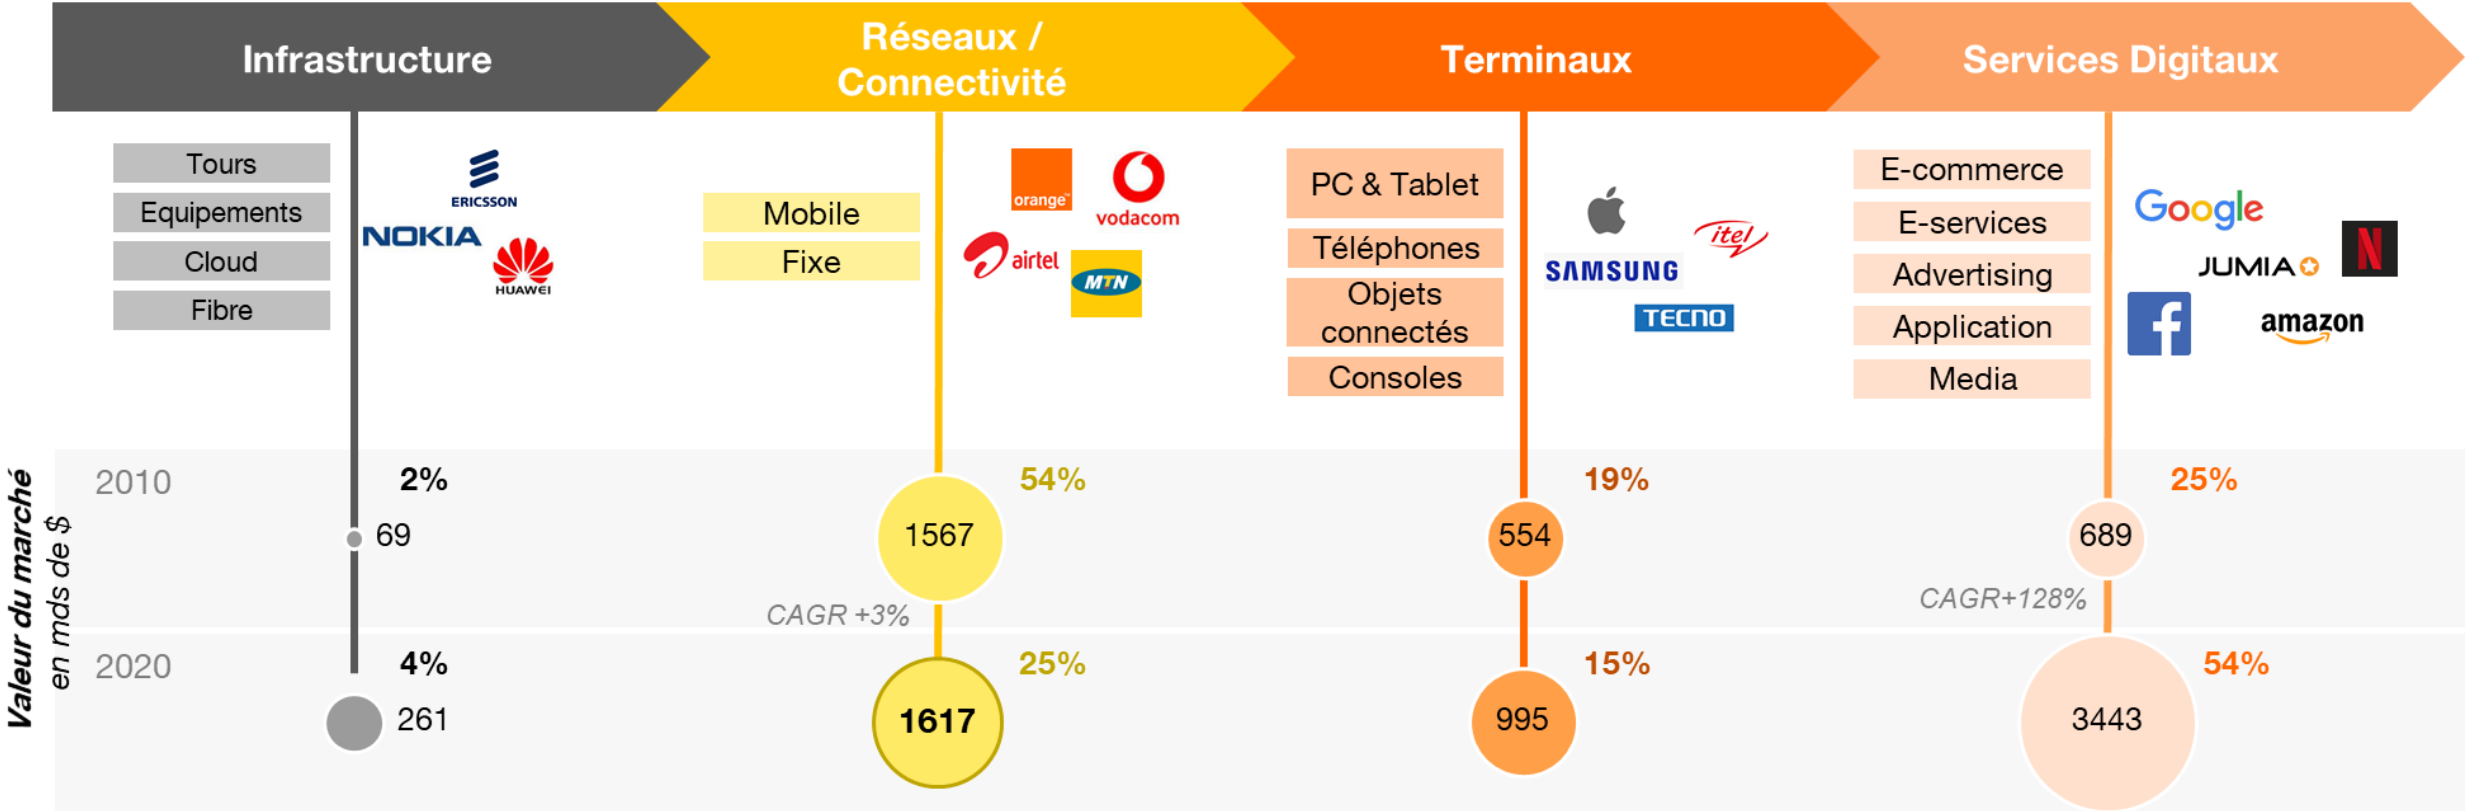 Infrastructure
Réseaux /
Connectivité
Terminaux
Services Digitaux
Tours
Equipements
Cloud
Fibre
ERICSSON
NOKIA
HUAWEI
Mobile
Fixe
orange™
vodacom
airtel
MTN
PC & Tablet
Téléphones
Objets
connectés
Consoles
itel
SAMSUNG
TECNO
E-commerce
E-services
Advertising
Application
Media
Google
JUMIA
N
f
amazon
Valeur du marché
en mds de $
2010
2%
69
54%
1567
CAGR +3%
19%
554
25%
689
CAGR+128%
2020
4%
261
25%
1617
15%
995
54%
3443